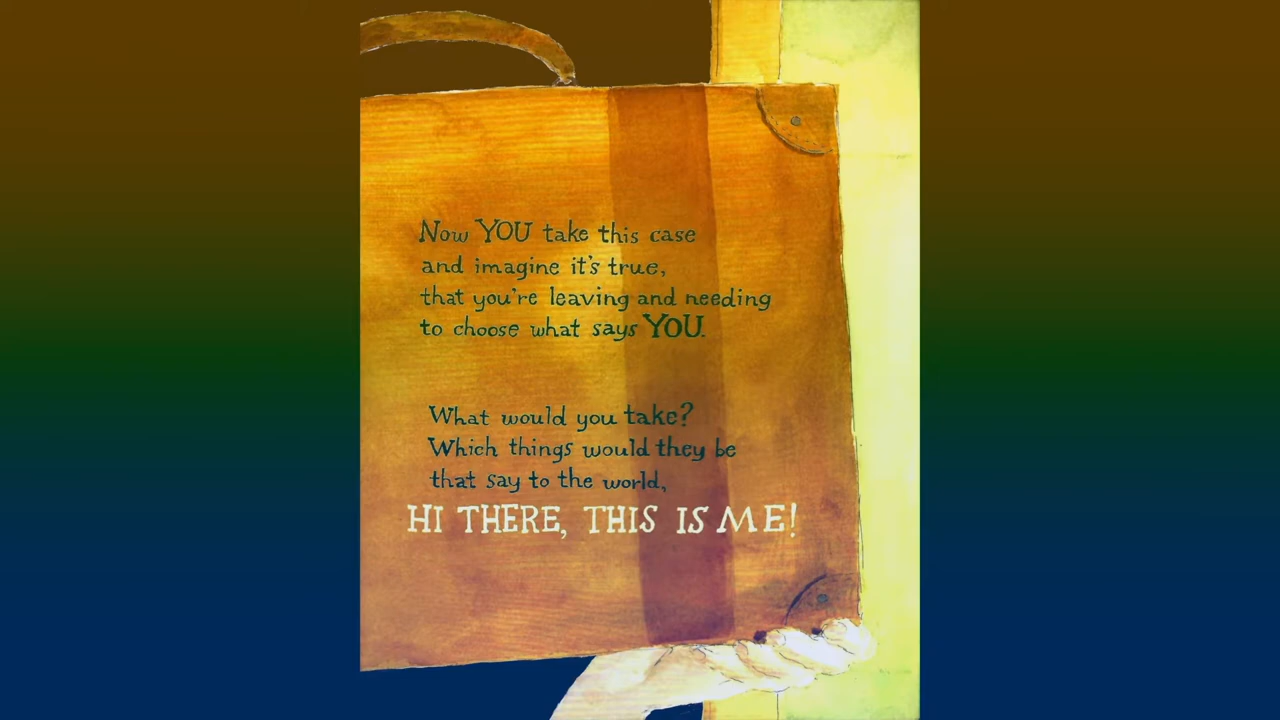 Now YOU take this case
and imagine it's true,
that you're leaving and needing
to choose what says YOU.
What would you take?
Which things would they be
that say to the world,
HI THERE, THIS IS ME!